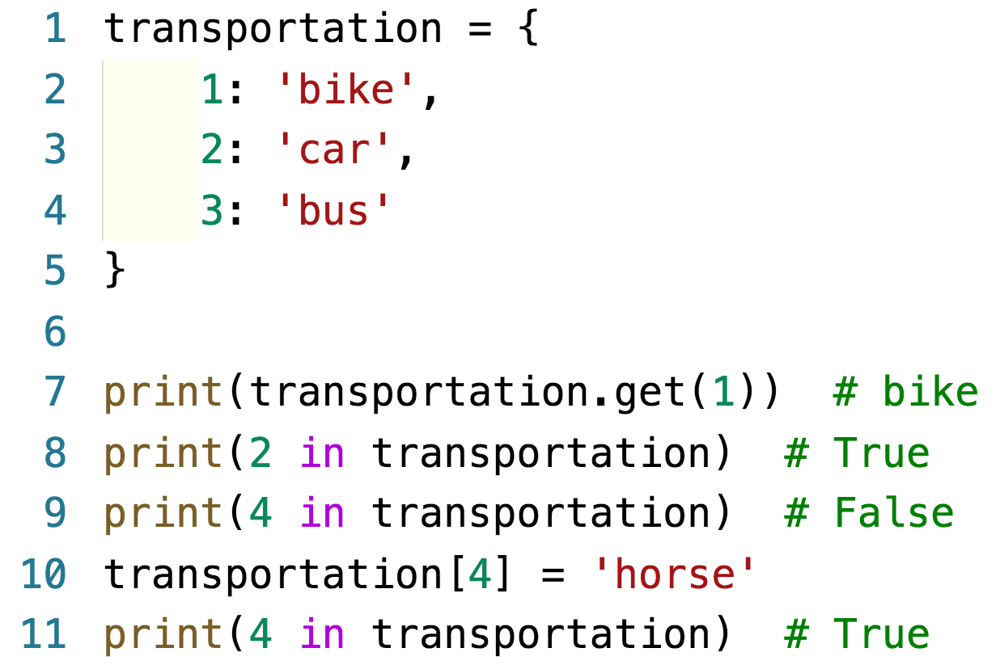 1 transportation = {
2     1: 'bike',
3     2: 'car',
4     3: 'bus'
5 }
6
7 print(transportation.get(1))  # bike
8 print(2 in transportation)  # True
9 print(4 in transportation)  # False
10 transportation[4] = 'horse'
11 print(4 in transportation)  # True